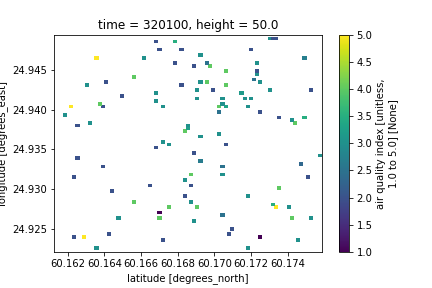 time = 320100, height = 50.0
24.945
24.940
24.935
24.930
24.925
longitude [degrees_east]
60.162 60.164 60.166 60.168 60.170 60.172 60.174
latitude [degrees_north]
5.0
4.5
4.0
3.5
3.0
2.5
2.0
1.5
1.0
air quality index [unitless,
1.0 to 5.0] [None]